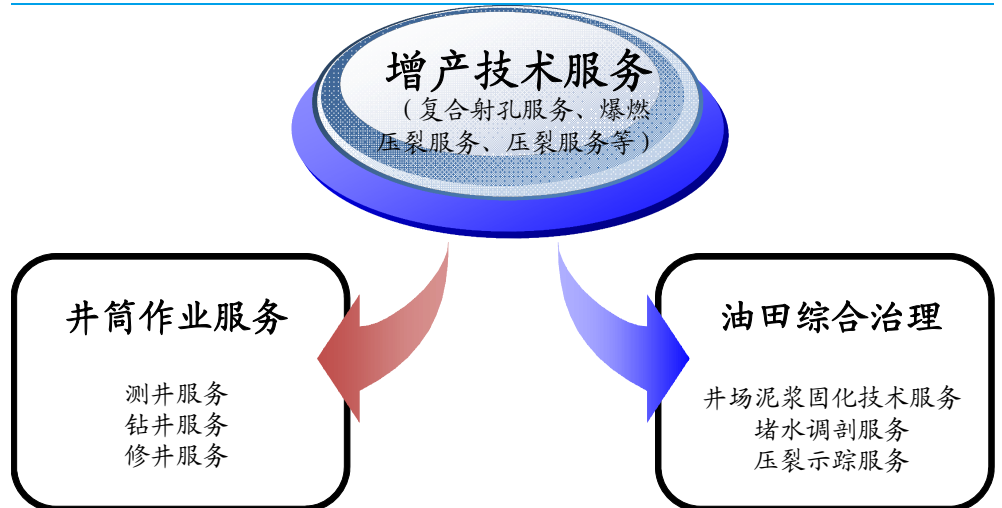 增产技术服务
（复合射孔服务、爆燃
压裂服务、压裂服务等）
井筒作业服务
测井服务
钻井服务
修井服务
油田综合治理
井场泥浆固化技术服务
堵水调剖服务
压裂示踪服务